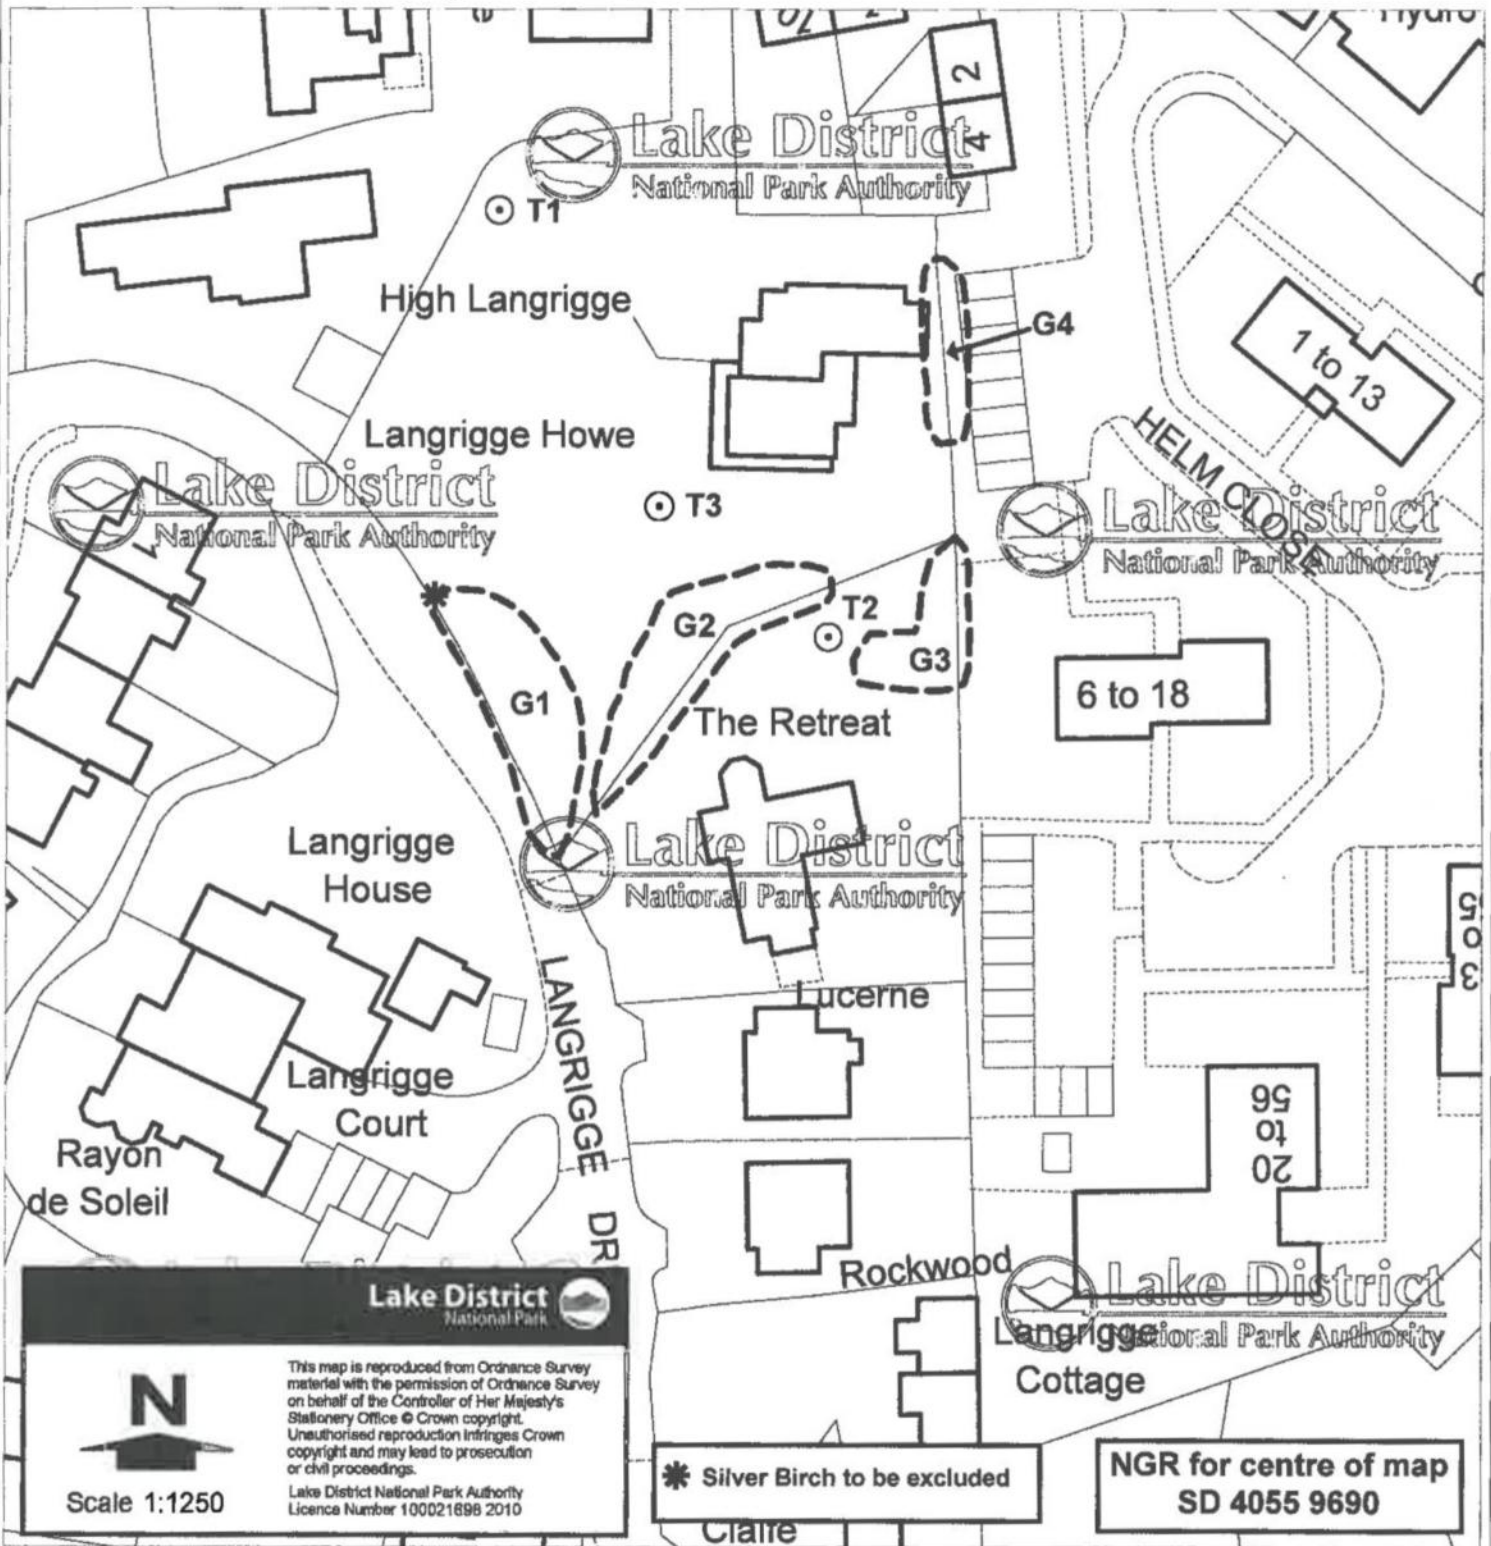 Hydro
2
4
Lake District
National Park Authority
T1
High Langrigge
G4
1 to 13
Langrigge Howe
HELM CLOSE
Lake District
National Park Authority
1
T3
Lake District
National Park Authority
G2
T2
G3
G1
6 to 18
The Retreat
Langrigge
House
Lake District
National Park Authority
LANGRIGGE DR
Lucerne
Langrigge
Court
Rayon
de Soleil
20
to
56
Rockwood
Lake District
National Park Authority
Langrigge
Cottage
Lake District
National Park
N
Scale 1:1250
This map is reproduced from Ordnance Survey
material with the permission of Ordnance Survey
on behalf of the Controller of Her Majesty's
Stationery Office © Crown copyright.
Unauthorised reproduction infringes Crown
copyright and may lead to prosecution
or civil proceedings.
Lake District National Park Authority
Licence Number 100021698 2010
Silver Birch to be excluded
NGR for centre of map
SD 4055 9690
Claife